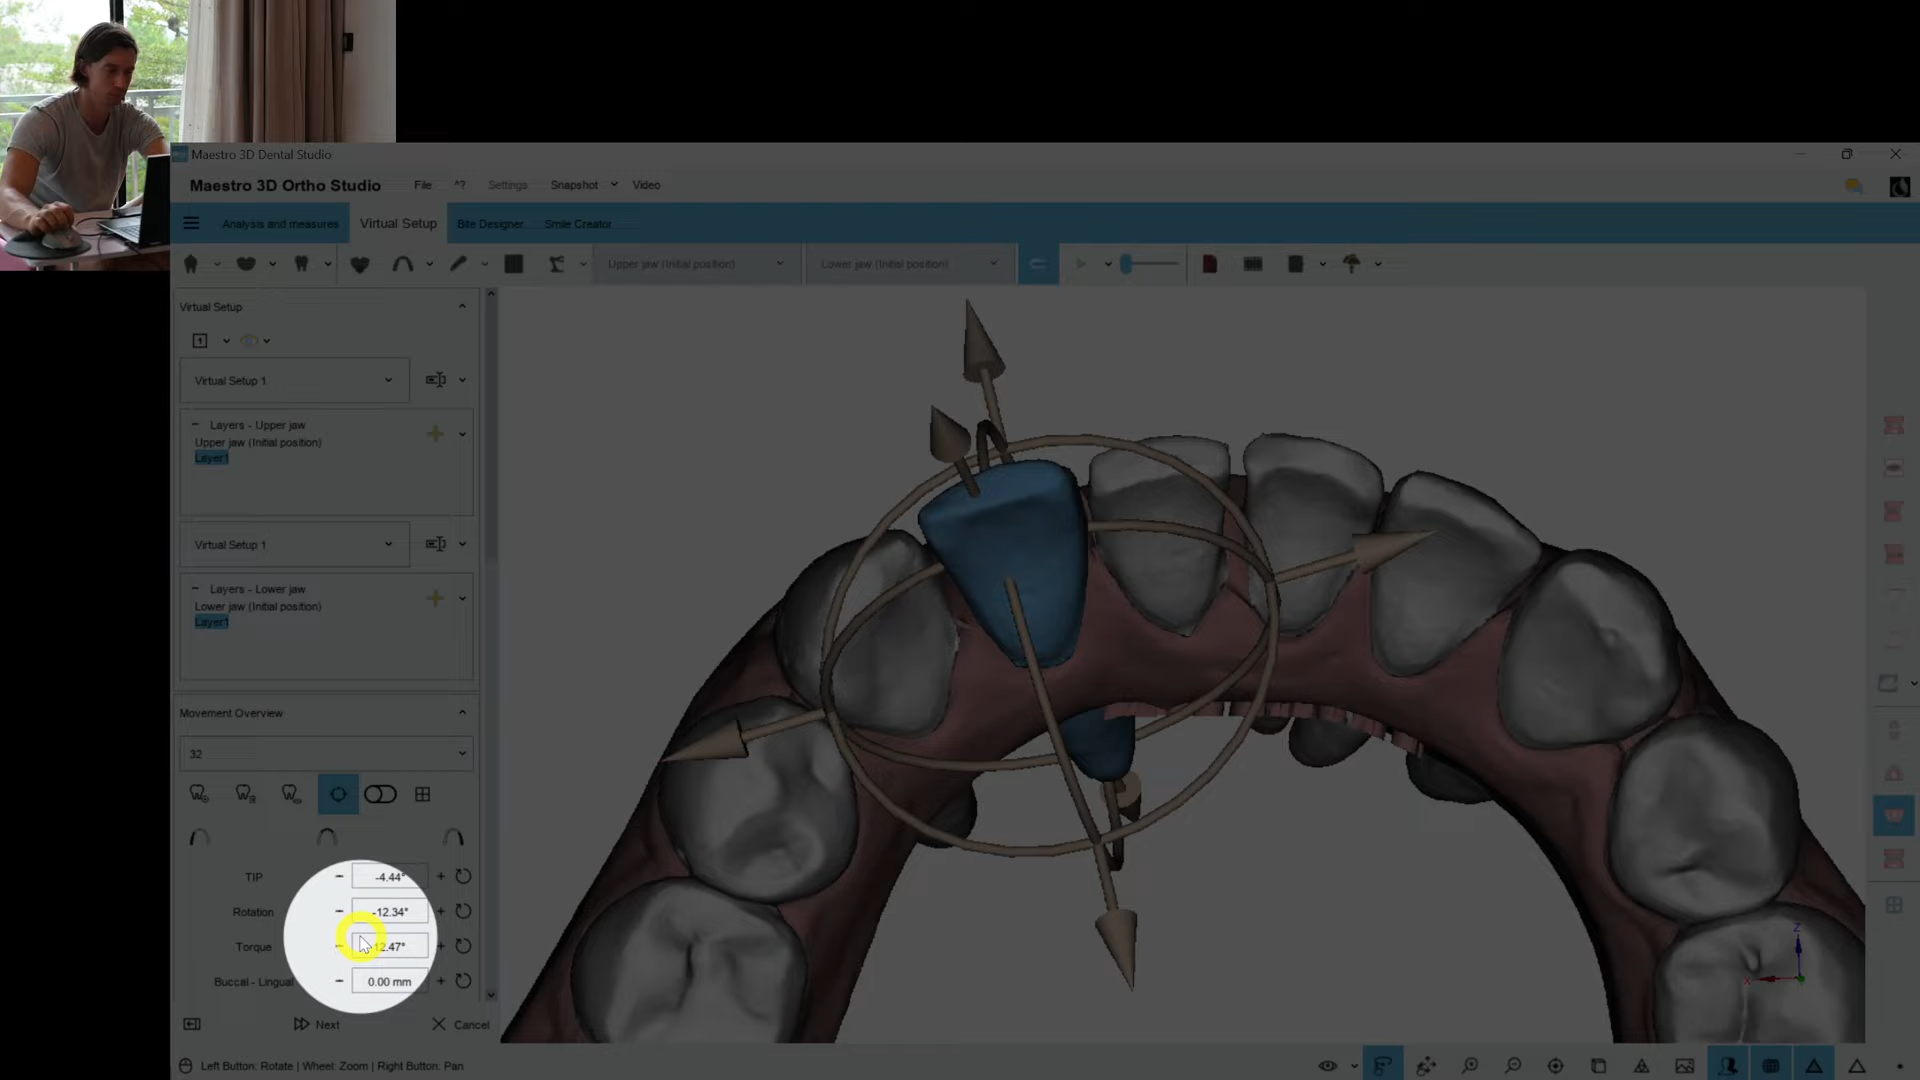 Maestro 3D Dental Studio
Maestro 3D Ortho Studio File ^? Settings Snapshot Video
Analysis and measures Virtual Setup Bite Designer Smile Creator
Upper jaw (Initial position) Lower jaw (Initial position)
Virtual Setup
1
Virtual Setup 1
Layers - Upper jaw
Upper jaw (Initial position)
Layer1
Virtual Setup 1
Layers - Lower jaw
Lower jaw (Initial position)
Layer1
Movement Overview
32
TIP -4.44°
Rotation -12.34°
Torque 12.47°
Buccal - Lingual 0.00 mm
Next Cancel
Left Button: Rotate | Wheel: Zoom | Right Button: Pan
Z
X